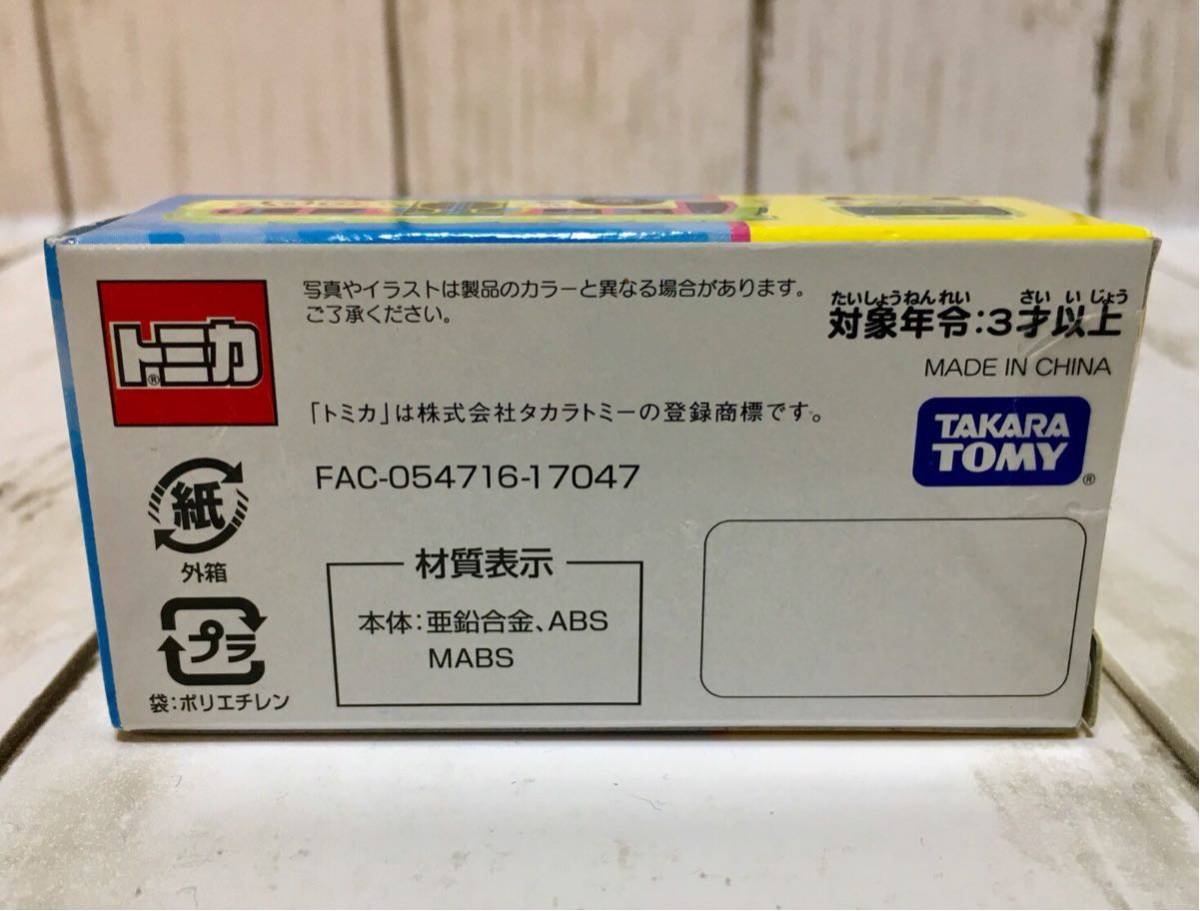 トミカ®
写真やイラストは製品のカラーと異なる場合があります。
ご了承ください。
たいしょうねんれい さい いじょう
対象年令:3才以上
MADE IN CHINA
「トミカ」は株式会社タカラトミーの登録商標です。
TAKARA
TOMY®
FAC-054716-17047
紙
外箱
プラ
袋:ポリエチレン
材質表示
本体:亜鉛合金、ABS
MABS